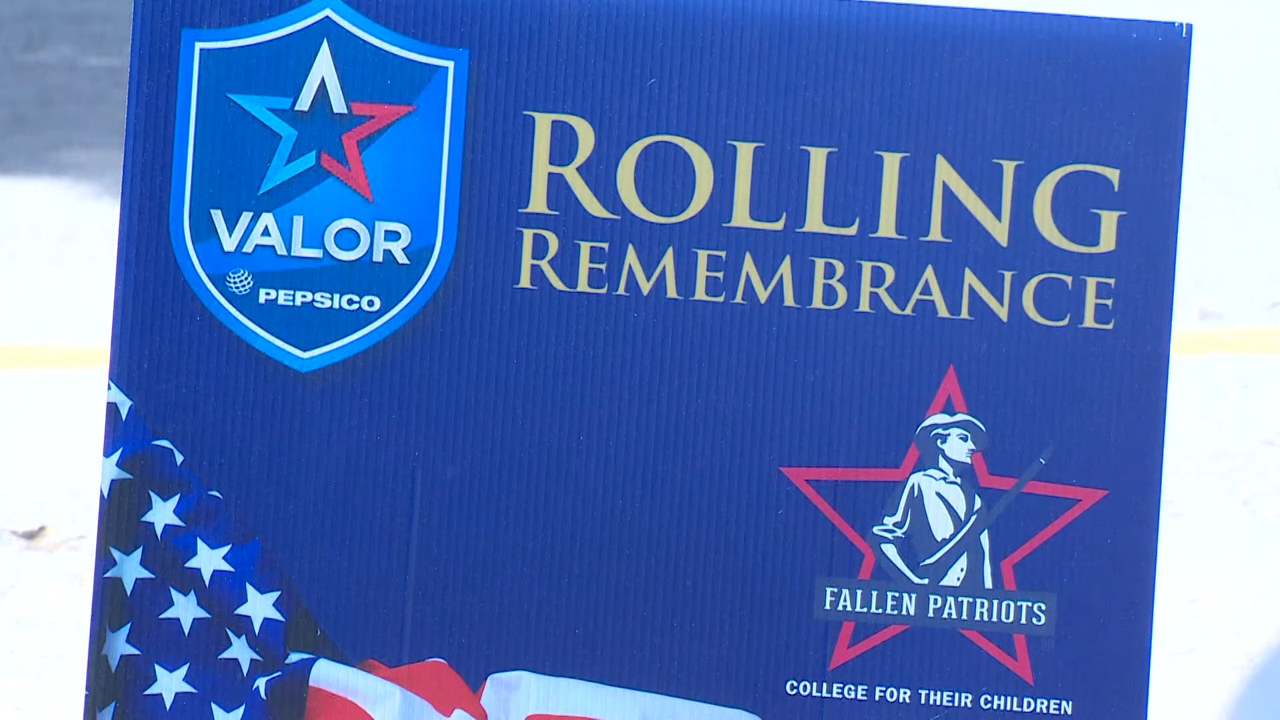 VALOR
PEPSICO
ROLLING
REMEMBRANCE
FALLEN PATRIOTS
COLLEGE FOR THEIR CHILDREN